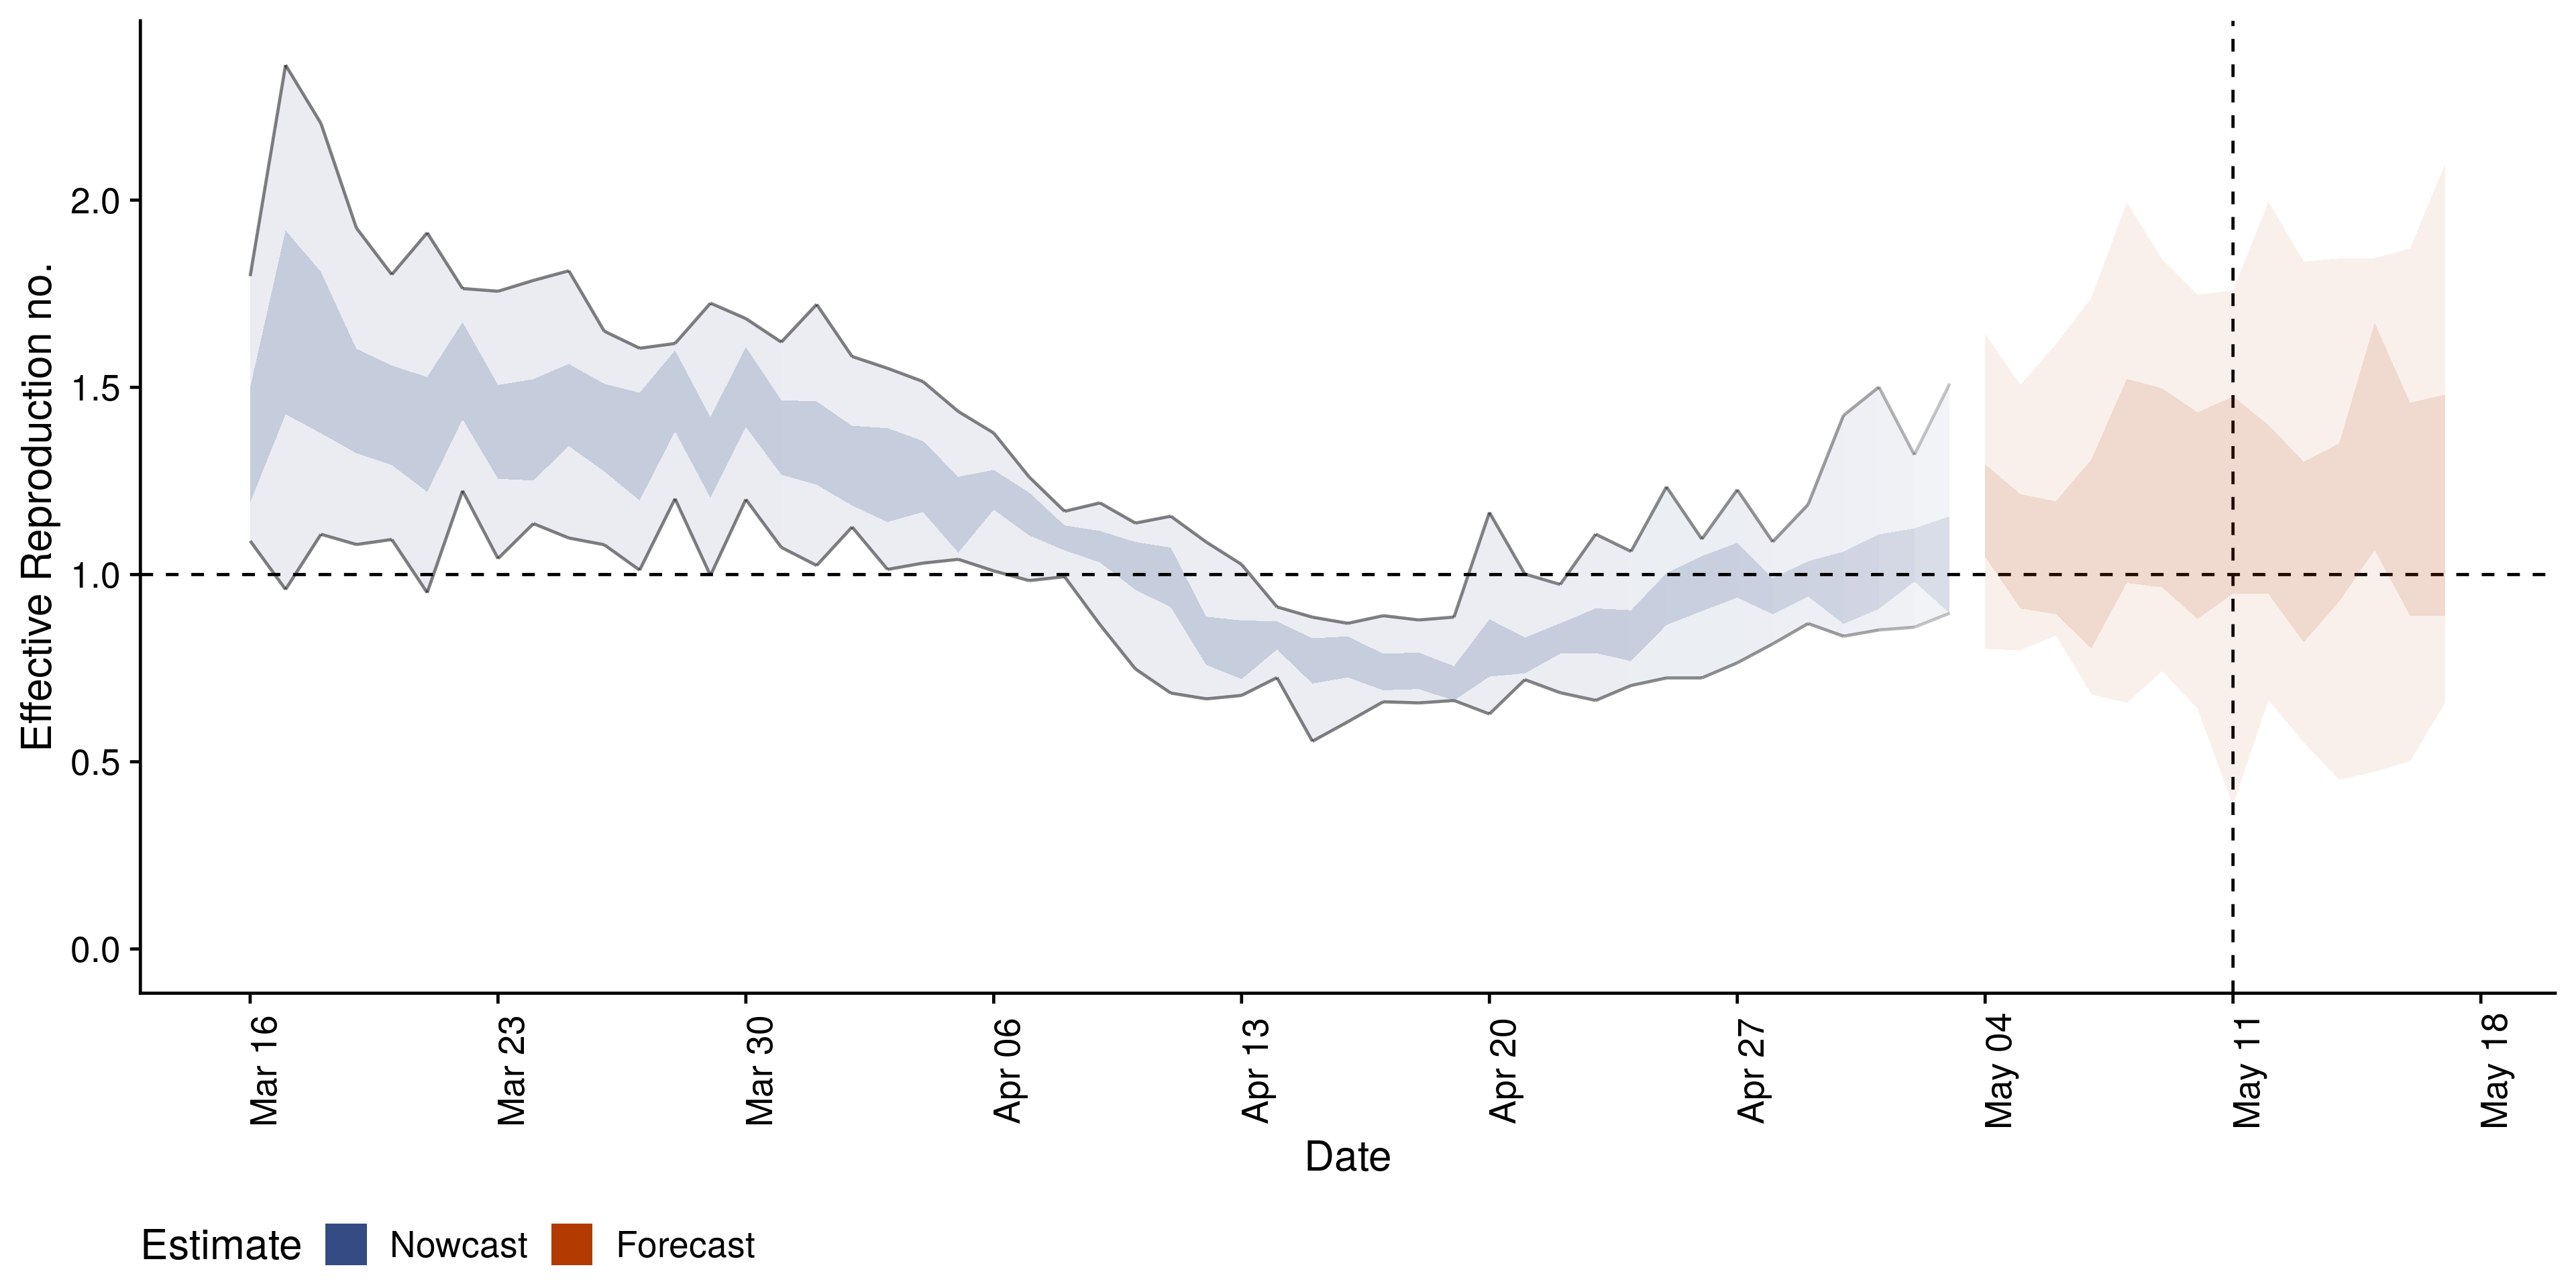 Effective Reproduction no.
2.0
1.5
1.0
0.5
0.0
Mar 16
Mar 23
Mar 30
Apr 06
Apr 13
Apr 20
Apr 27
May 04
May 11
May 18
Date
Estimate Nowcast Forecast